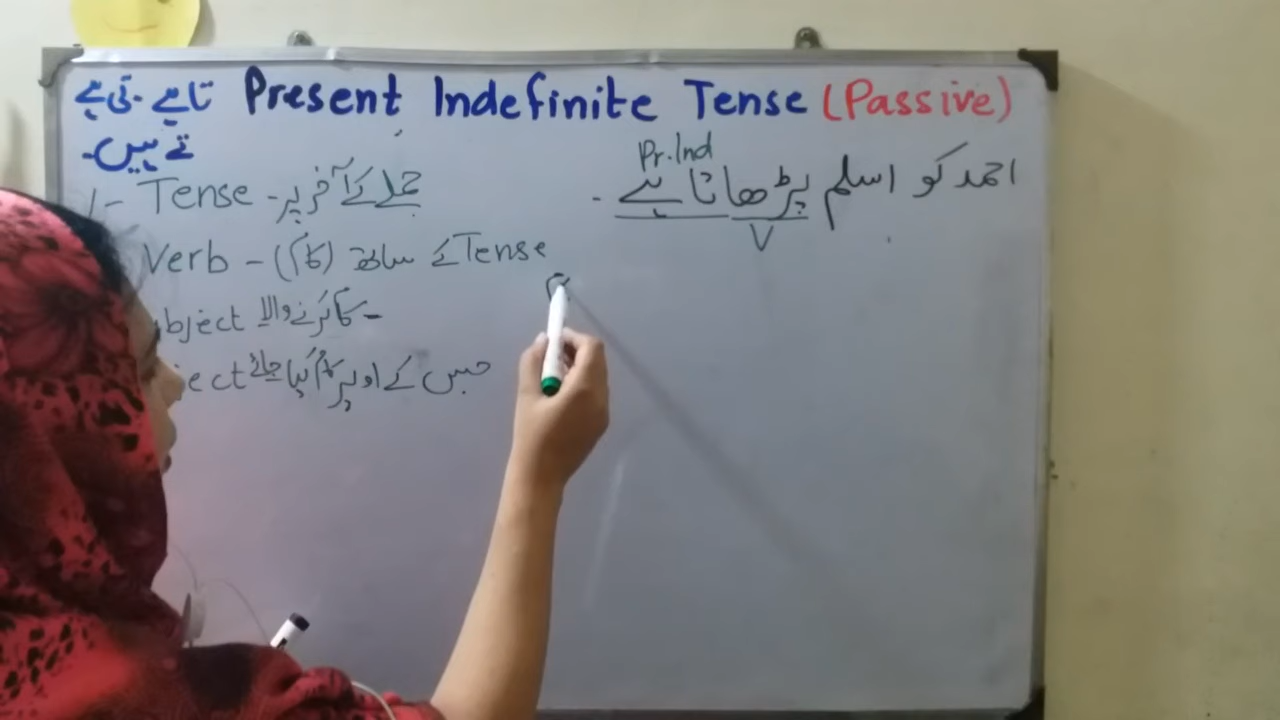 Present Indefinite Tense (Passive) تا ہے ۔ تی ہے
تے ہیں۔
1- Tense - جملے کے آخر پر
Verb - (کام) Tense کے ساتھ
bject کام کرنے والا -
ject جس کے اوپر کام کیا جائے
Pr.Ind
احمد کو اسلم پڑھاتا ہے -
V